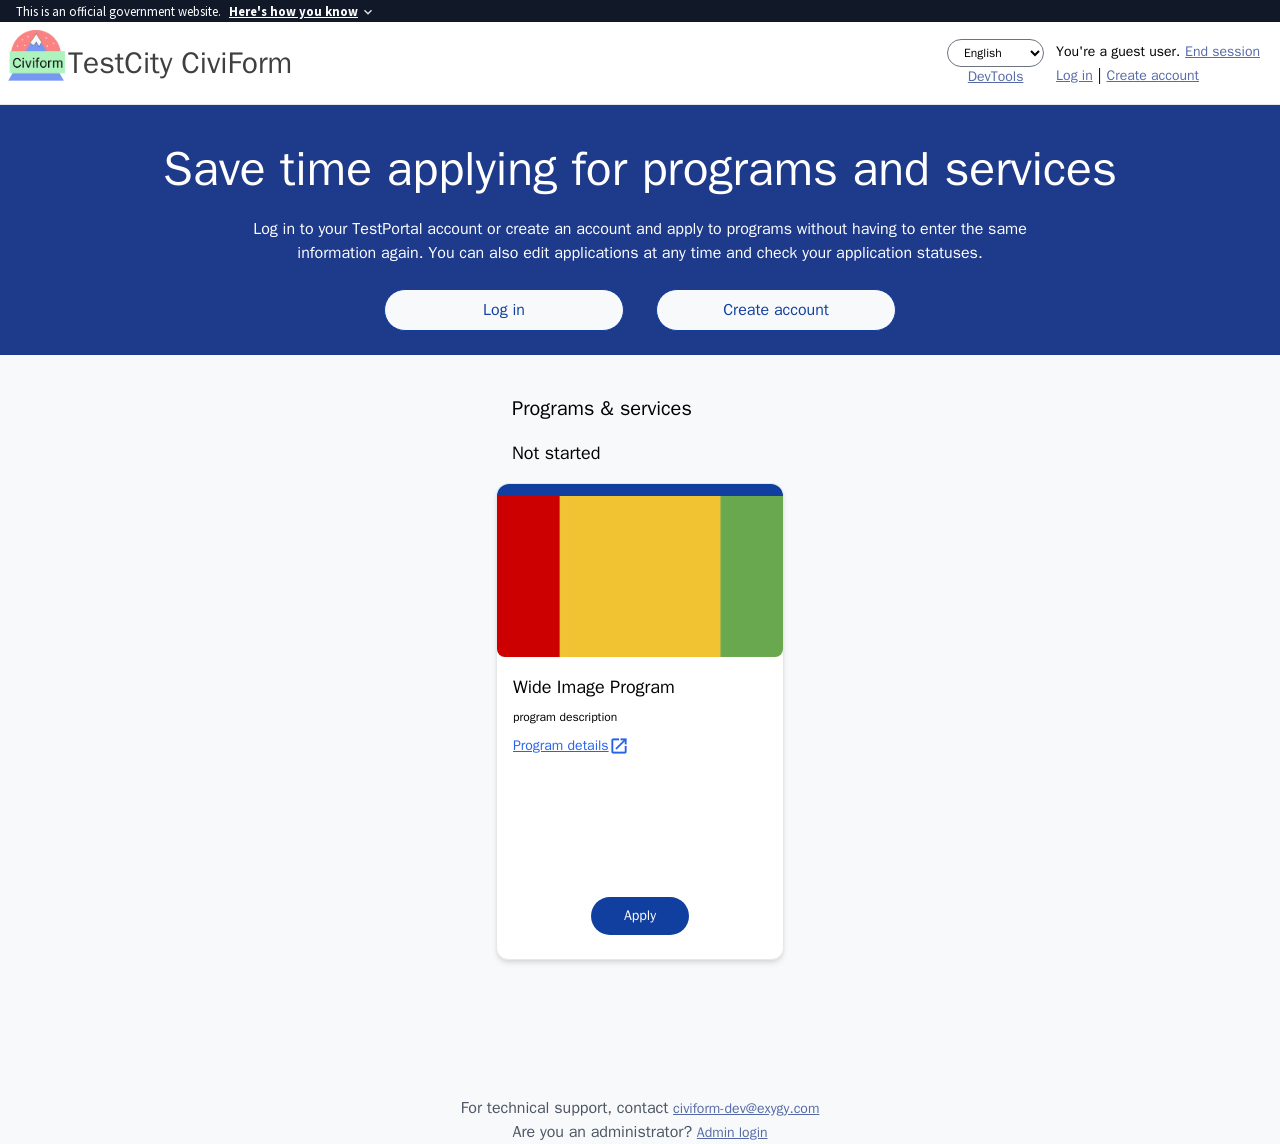 This is an official government website. Here's how you know
Civiform
TestCity CiviForm
English
DevTools
You're a guest user. End session
Log in | Create account
Save time applying for programs and services
Log in to your TestPortal account or create an account and apply to programs without having to enter the same
information again. You can also edit applications at any time and check your application statuses.
Log in
Create account
Programs & services
Not started
Wide Image Program
program description
Program details
Apply
For technical support, contact civiform-dev@exygy.com
Are you an administrator? Admin login